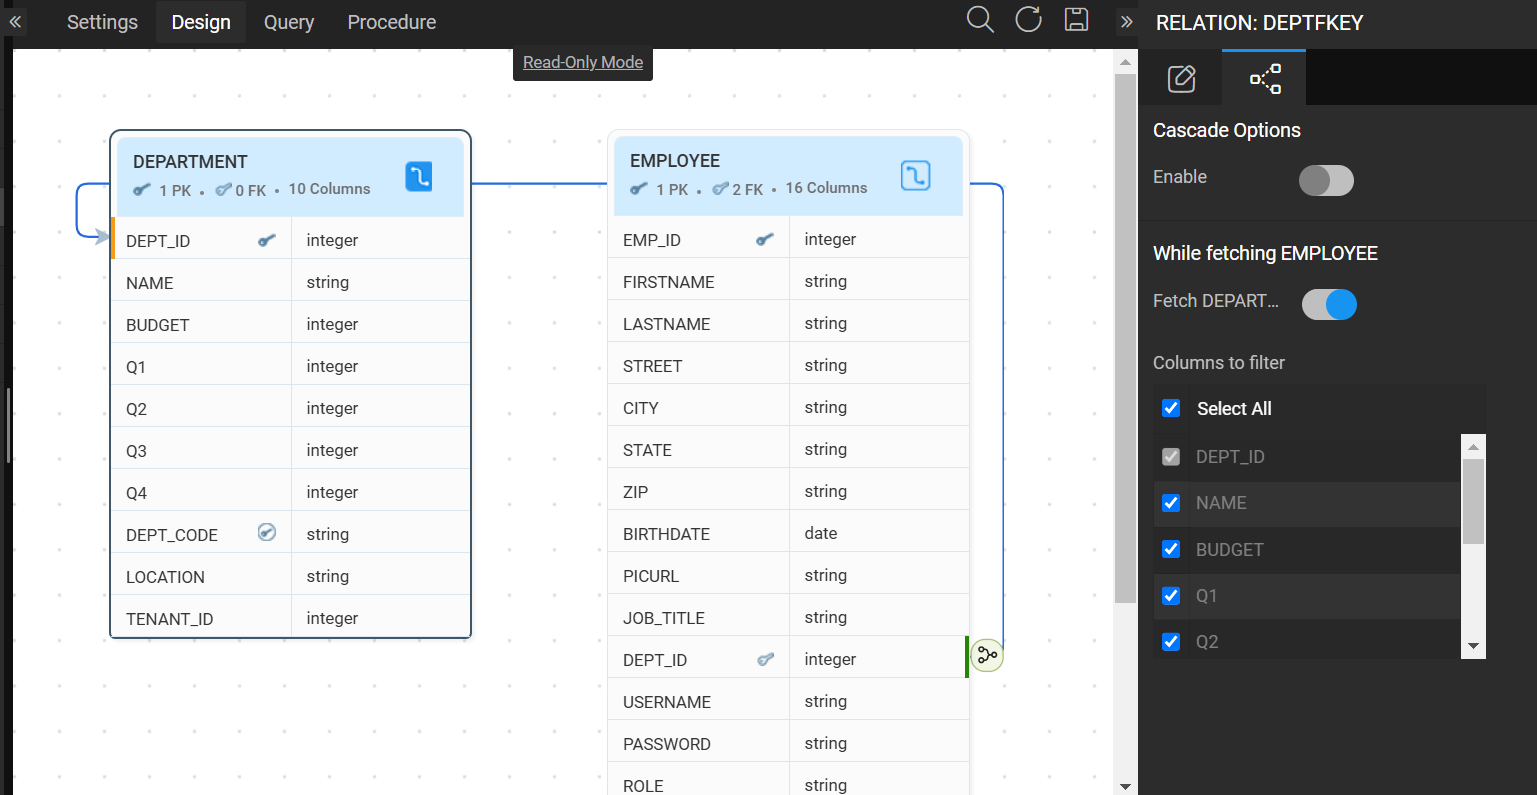 «
Settings Design Query Procedure
»
Read-Only Mode
DEPARTMENT
1 PK • 0 FK • 10 Columns
DEPT_ID integer
NAME string
BUDGET integer
Q1 integer
Q2 integer
Q3 integer
Q4 integer
DEPT_CODE string
LOCATION string
TENANT_ID integer
EMPLOYEE
1 PK • 2 FK • 16 Columns
EMP_ID integer
FIRSTNAME string
LASTNAME string
STREET string
CITY string
STATE string
ZIP string
BIRTHDATE date
PICURL string
JOB_TITLE string
DEPT_ID integer
USERNAME string
PASSWORD string
ROLE string
RELATION: DEPTFKEY
Cascade Options
Enable
While fetching EMPLOYEE
Fetch DEPART...
Columns to filter
Select All
DEPT_ID
NAME
BUDGET
Q1
Q2